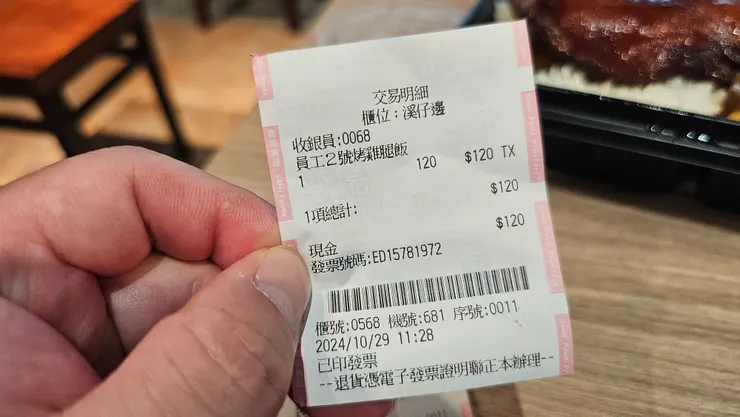 交易明細
櫃位：溪仔邊
收銀員:0068
員工2號烤雞腿飯
1 120 $120 TX
$120
1項總計:
$120
現金
發票號碼:ED15781972
櫃號:0568 機號:681 序號:0011
2024/10/29 11:28
已印發票
--退貨憑電子發票證明聯正本辦理--